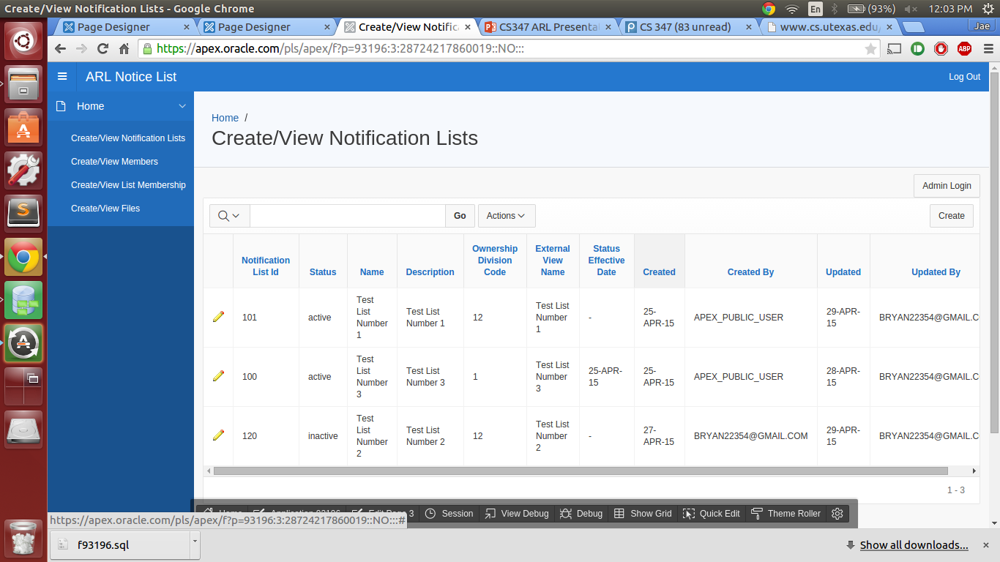 Create/View Notification Lists - Google Chrome
En
(93%)
12:03 PM
Page Designer
Page Designer
Create/View Notific
CS347 ARL Presenta
CS 347 (83 unread)
www.cs.utexas.edu/
Jae
https://apex.oracle.com/pls/apex/f?p=93196:3:28724217860019::NO:::
ABP
ARL Notice List
Log Out
Home
Create/View Notification Lists
Create/View Members
Create/View List Membership
Create/View Files
Home /
Create/View Notification Lists
Admin Login
Go
Actions
Create
Notification
List Id
Status
Name
Description
Ownership
Division
Code
External
View
Name
Status
Effective
Date
Created
Created By
Updated
Updated By
101
active
Test
List
Number
1
Test List
Number 1
12
Test List
Number
1
-
25-
APR-15
APEX_PUBLIC_USER
29-APR-
15
BRYAN22354@GMAIL.C
100
active
Test
List
Number
3
Test List
Number 3
1
Test List
Number
3
25-APR-
15
25-
APR-15
APEX_PUBLIC_USER
28-APR-
15
BRYAN22354@GMAIL.C
120
inactive
Test
List
Number
2
Test List
Number 2
12
Test List
Number
2
-
27-
APR-15
BRYAN22354@GMAIL.COM
29-APR-
15
BRYAN22354@GMAIL.C
1 - 3
Home
Application 93196
Edit Page 3
Session
View Debug
Debug
Show Grid
Quick Edit
Theme Roller
https://apex.oracle.com/pls/apex/f?p=93196:3:28724217860019::NO:::#
f93196.sql
Show all downloads...